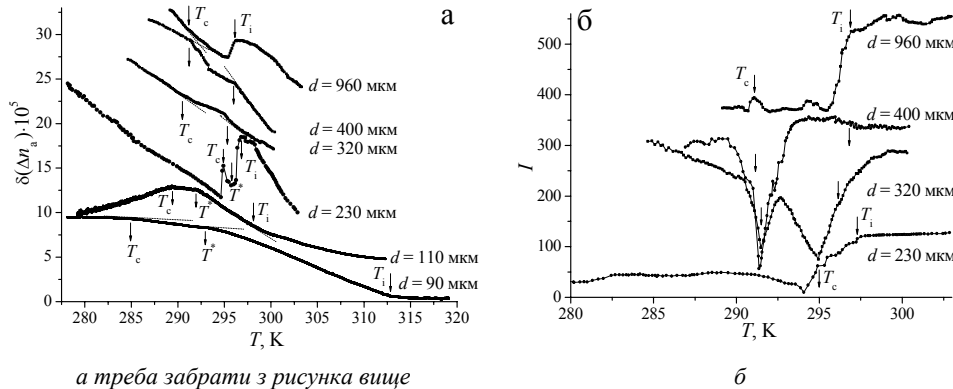 а
δ(Δnₐ)·10⁵
30
25
20
15
10
5
0
280 285 290 295 300 305 310 315 320
T, K
T_c
T_i
T_c
T_c
T*
T_i
T_c
T*
T_i
T_c
T*
T_i
d = 960 мкм
d = 400 мкм
d = 320 мкм
d = 230 мкм
d = 110 мкм
d = 90 мкм
а треба забрати з рисунка вище
б
I
500
400
300
200
100
0
280 285 290 295 300
T, K
T_i
T_c
T_i
T_c
d = 960 мкм
d = 400 мкм
d = 320 мкм
d = 230 мкм
б